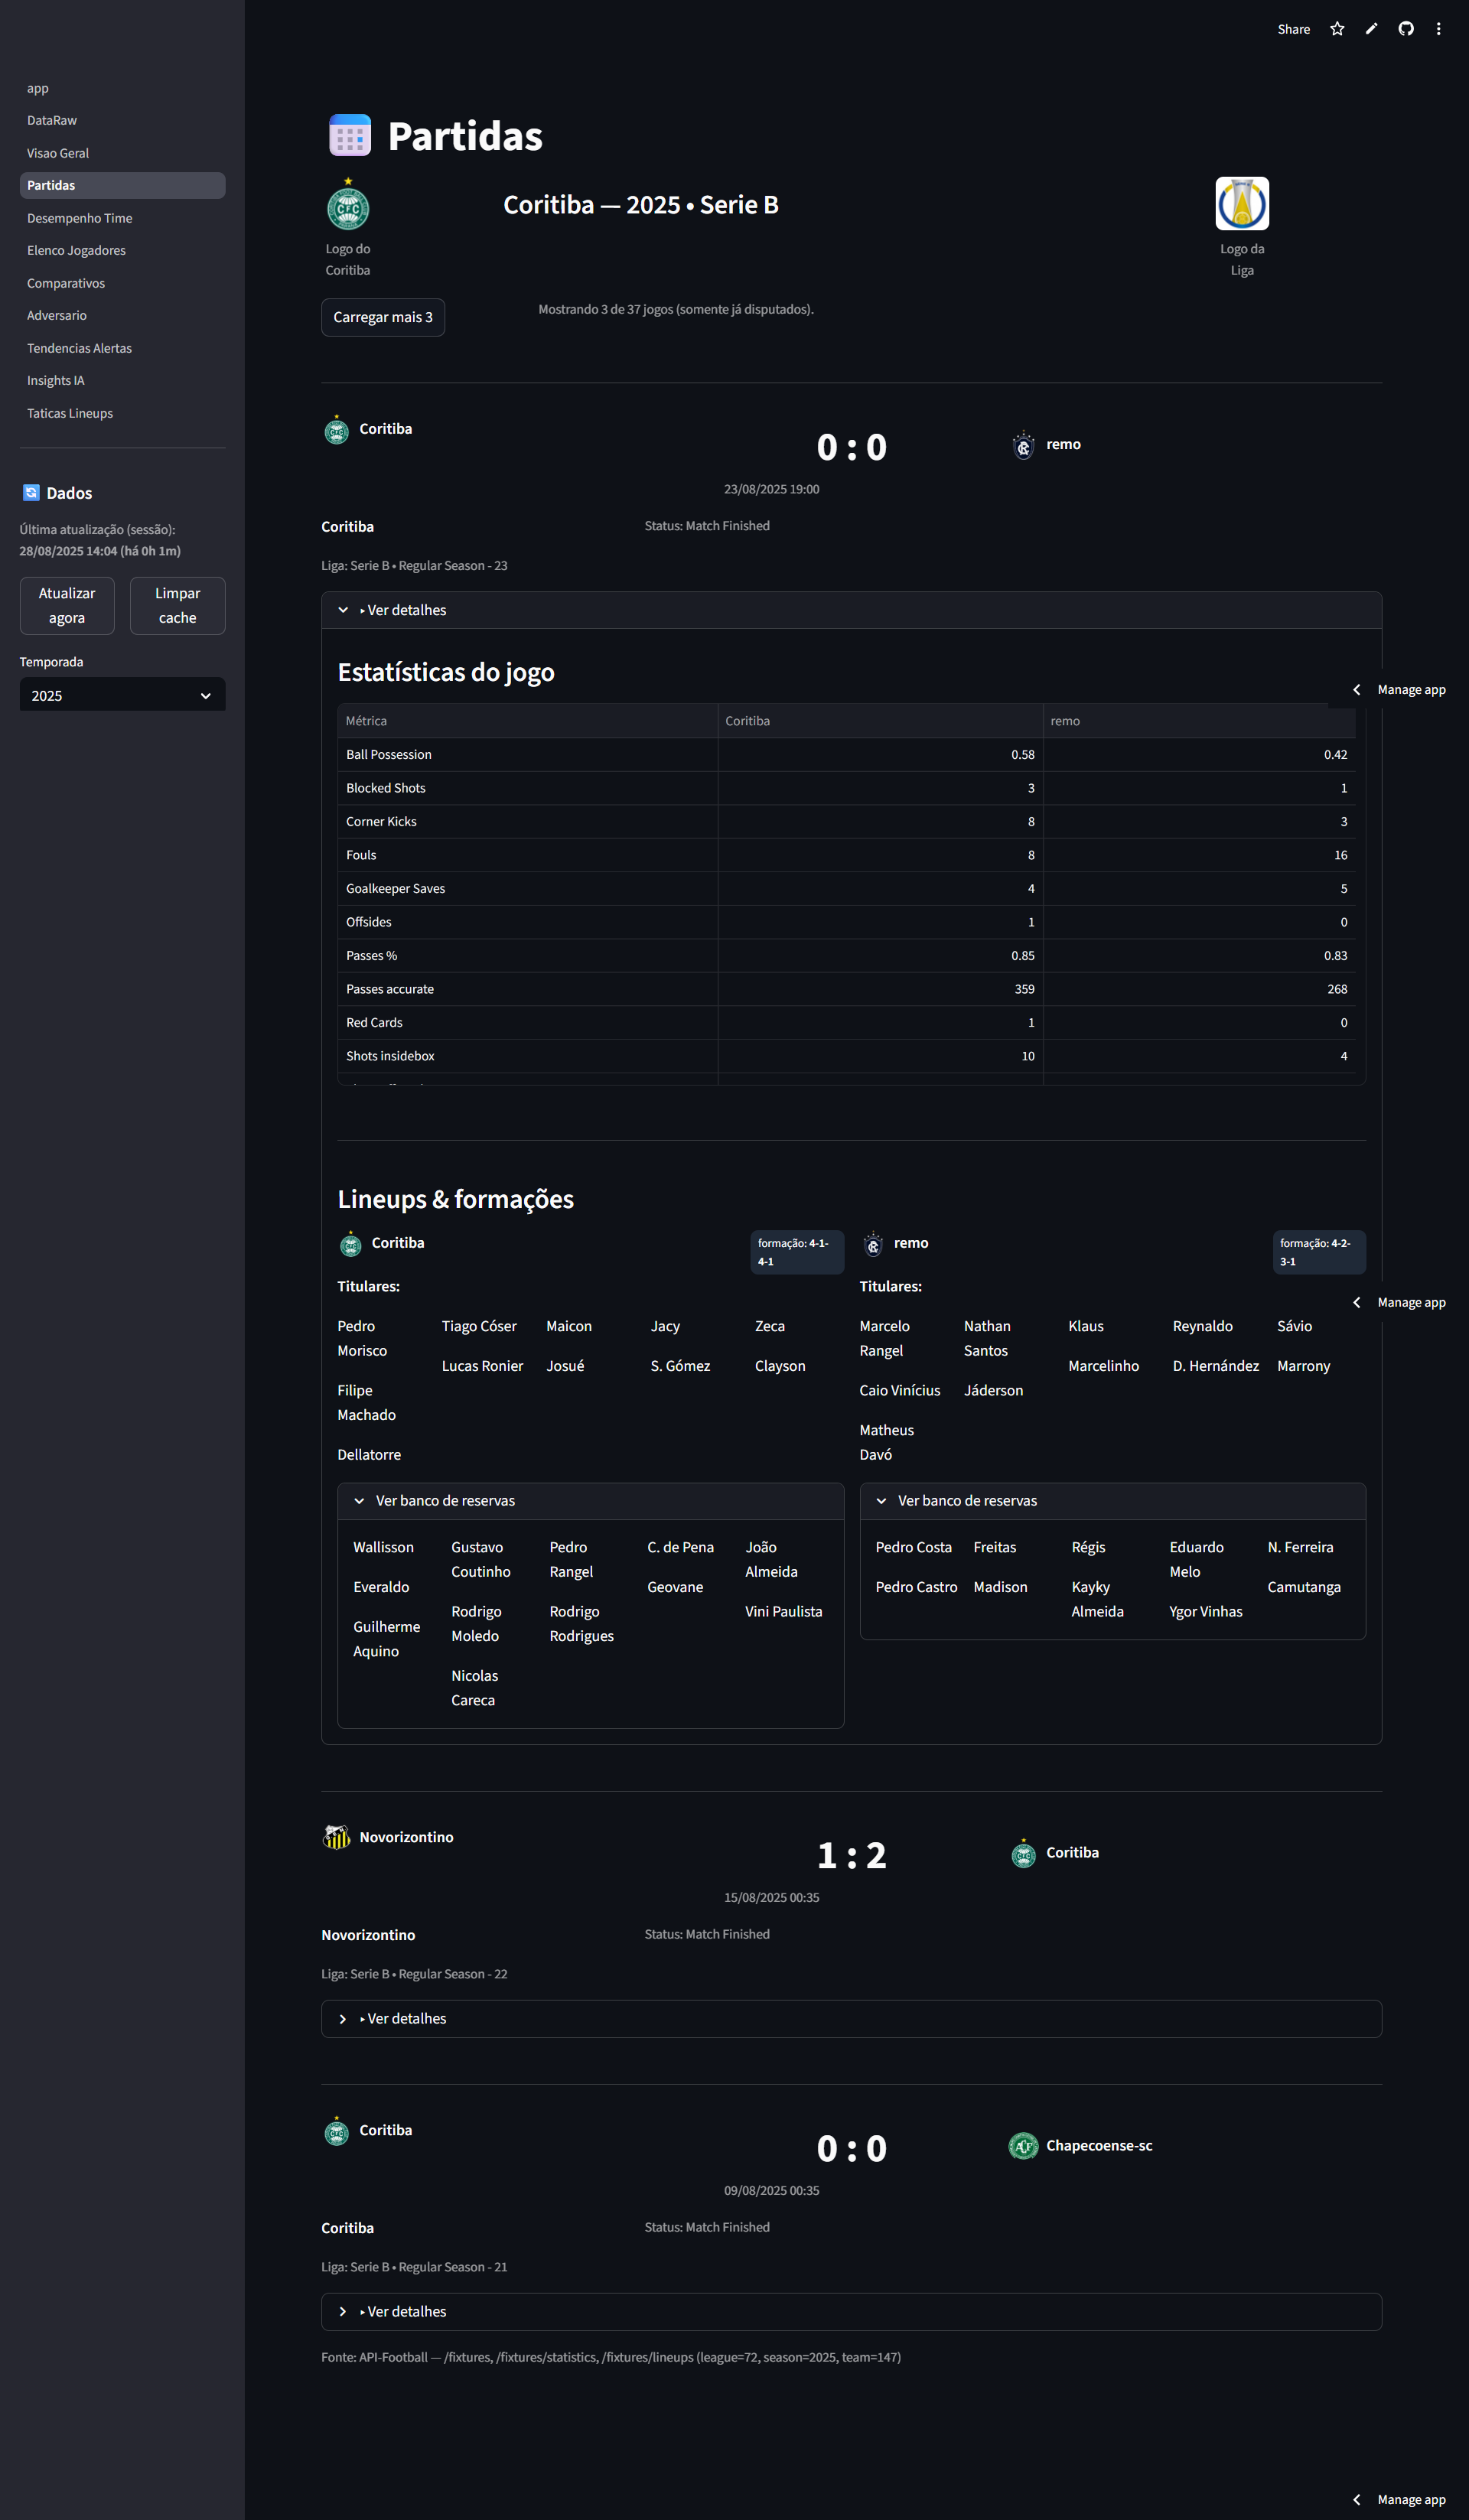 Share
app
DataRaw
Visao Geral
Partidas
Desempenho Time
Elenco Jogadores
Comparativos
Adversario
Tendencias Alertas
Insights IA
Taticas Lineups
Dados
Última atualização (sessão):
28/08/2025 14:04 (há 0h 1m)
Atualizar
agora
Limpar
cache
Temporada
2025
Partidas
Coritiba — 2025 • Serie B
Logo do
Coritiba
Logo da
Liga
Carregar mais 3
Mostrando 3 de 37 jogos (somente já disputados).
Coritiba
0 : 0
remo
23/08/2025 19:00
Coritiba
Status: Match Finished
Liga: Serie B • Regular Season - 23
▸ Ver detalhes
Estatísticas do jogo
Manage app
Métrica Coritiba remo
Ball Possession 0.58 0.42
Blocked Shots 3 1
Corner Kicks 8 3
Fouls 8 16
Goalkeeper Saves 4 5
Offsides 1 0
Passes % 0.85 0.83
Passes accurate 359 268
Red Cards 1 0
Shots insidebox 10 4
Lineups & formações
Coritiba
formação: 4-1-
4-1
Titulares:
Pedro
Morisco
Filipe
Machado
Dellatorre
Tiago Cóser
Lucas Ronier
Maicon
Josué
Jacy
S. Gómez
Zeca
Clayson
Ver banco de reservas
Wallisson
Everaldo
Guilherme
Aquino
Gustavo
Coutinho
Rodrigo
Moledo
Nicolas
Careca
Pedro
Rangel
Rodrigo
Rodrigues
C. de Pena
Geovane
João
Almeida
Vini Paulista
remo
formação: 4-2-
3-1
Titulares:
Manage app
Marcelo
Rangel
Caio Vinícius
Matheus
Davó
Nathan
Santos
Jáderson
Klaus
Marcelinho
Reynaldo
D. Hernández
Sávio
Marrony
Ver banco de reservas
Pedro Costa
Pedro Castro
Freitas
Madison
Régis
Kayky
Almeida
Eduardo
Melo
Ygor Vinhas
N. Ferreira
Camutanga
Novorizontino
1 : 2
Coritiba
15/08/2025 00:35
Novorizontino
Status: Match Finished
Liga: Serie B • Regular Season - 22
▸ Ver detalhes
Coritiba
0 : 0
Chapecoense-sc
09/08/2025 00:35
Coritiba
Status: Match Finished
Liga: Serie B • Regular Season - 21
▸ Ver detalhes
Fonte: API-Football — /fixtures, /fixtures/statistics, /fixtures/lineups (league=72, season=2025, team=147)
Manage app